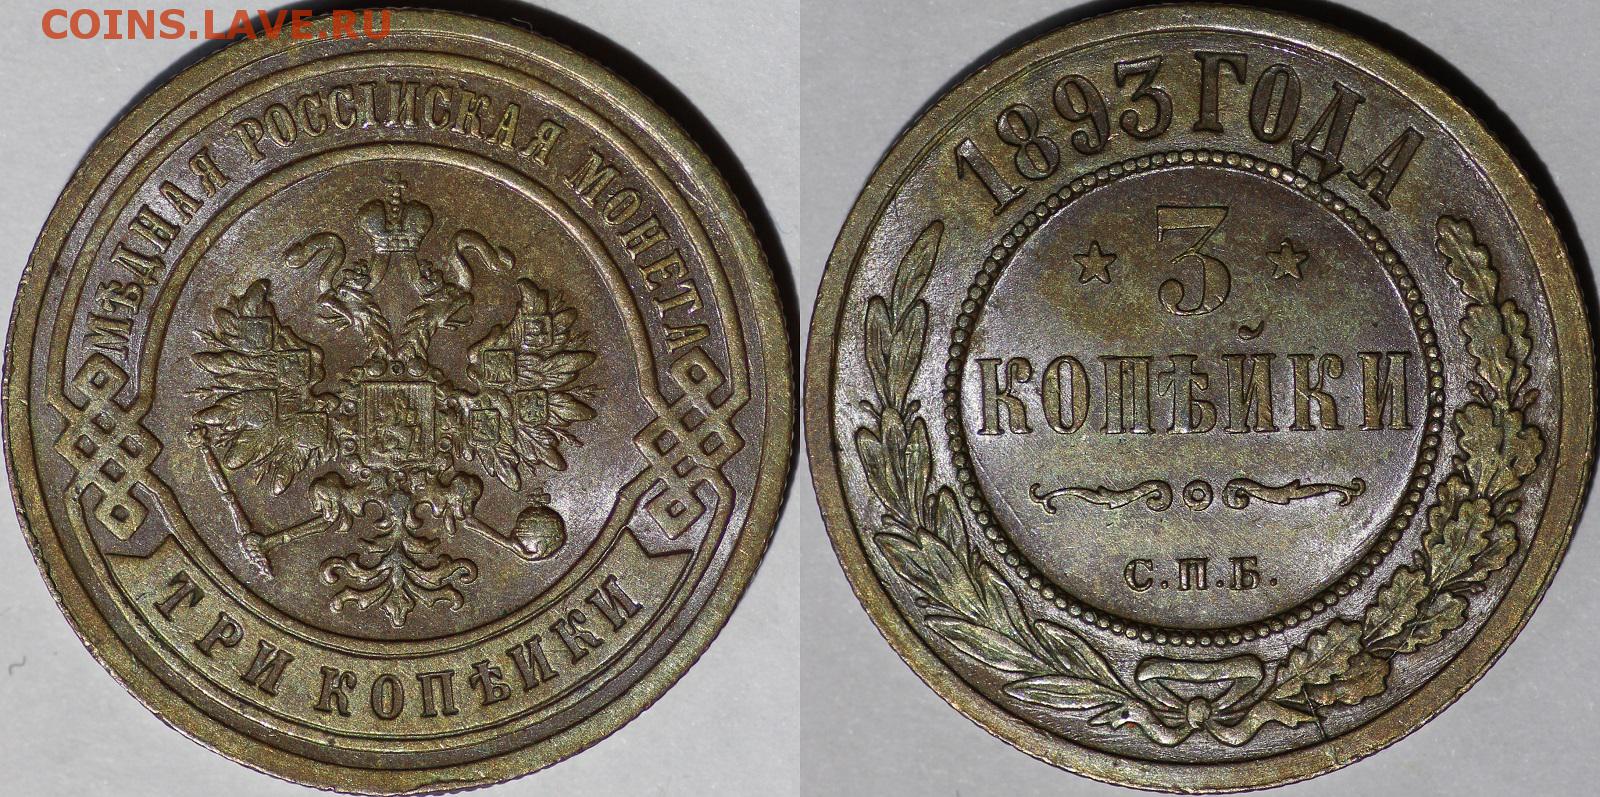 COINS.LAVE.RU
МѢДНАЯ РОССІЙСКАЯ МОНЕТА
ТРИ КОПѢЙКИ
1893 ГОДА
3
КОПѢЙКИ
С.П.Б.